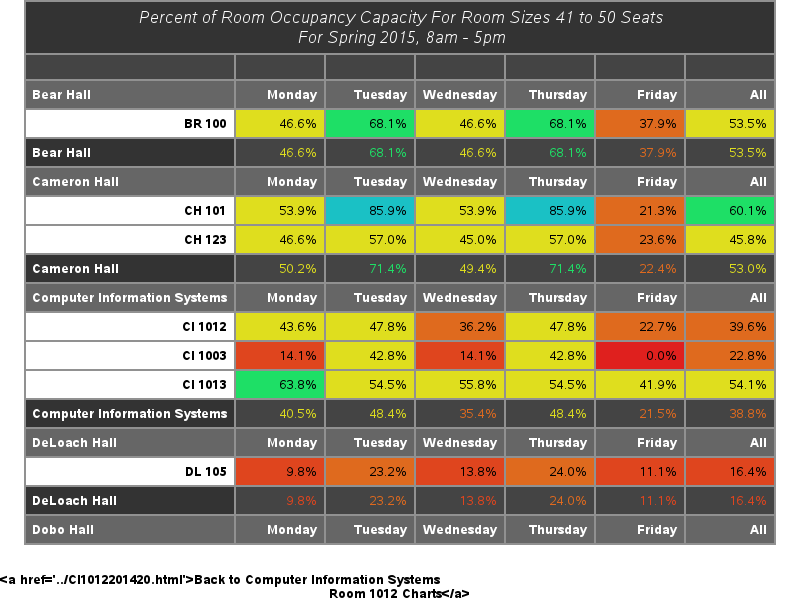 Percent of Room Occupancy Capacity For Room Sizes 41 to 50 Seats
For Spring 2015, 8am - 5pm
Bear Hall Monday Tuesday Wednesday Thursday Friday All
BR 100 46.6% 68.1% 46.6% 68.1% 37.9% 53.5%
Bear Hall 46.6% 68.1% 46.6% 68.1% 37.9% 53.5%
Cameron Hall Monday Tuesday Wednesday Thursday Friday All
CH 101 53.9% 85.9% 53.9% 85.9% 21.3% 60.1%
CH 123 46.6% 57.0% 45.0% 57.0% 23.6% 45.8%
Cameron Hall 50.2% 71.4% 49.4% 71.4% 22.4% 53.0%
Computer Information Systems Monday Tuesday Wednesday Thursday Friday All
CI 1012 43.6% 47.8% 36.2% 47.8% 22.7% 39.6%
CI 1003 14.1% 42.8% 14.1% 42.8% 0.0% 22.8%
CI 1013 63.8% 54.5% 55.8% 54.5% 41.9% 54.1%
Computer Information Systems 40.5% 48.4% 35.4% 48.4% 21.5% 38.8%
DeLoach Hall Monday Tuesday Wednesday Thursday Friday All
DL 105 9.8% 23.2% 13.8% 24.0% 11.1% 16.4%
DeLoach Hall 9.8% 23.2% 13.8% 24.0% 11.1% 16.4%
Dobo Hall Monday Tuesday Wednesday Thursday Friday All
<a href='../CI1012201420.html'>Back to Computer Information Systems
Room 1012 Charts</a>